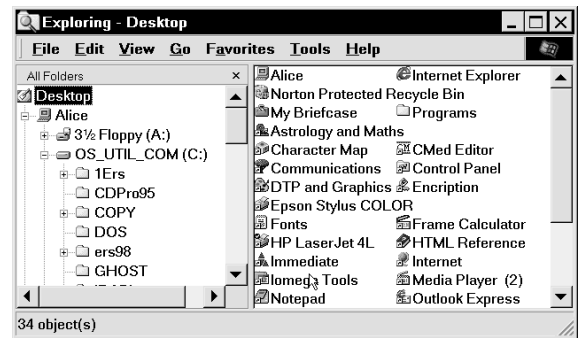 Exploring - Desktop
File Edit View Go Favorites Tools Help
All Folders
Desktop
Alice
3½ Floppy (A:)
OS_UTIL_COM (C:)
1Ers
CDPro95
COPY
DOS
ers98
GHOST
Alice Internet Explorer
Norton Protected Recycle Bin
My Briefcase Programs
Astrology and Maths
Character Map CMed Editor
Communications Control Panel
DTP and Graphics Encription
Epson Stylus COLOR
Fonts Frame Calculator
HP LaserJet 4L HTML Reference
Immediate Internet
Iomega Tools Media Player (2)
Notepad Outlook Express
34 object(s)